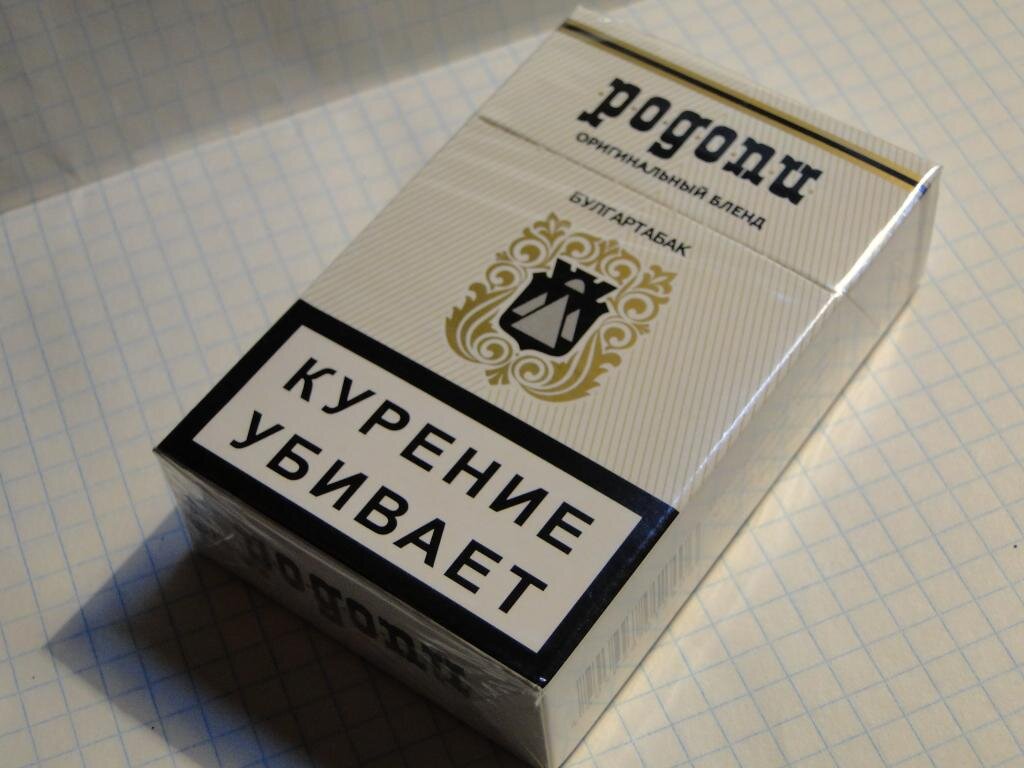 родопи
ОРИГИНАЛЬНЫЙ БЛЕНД
БУЛГАРТАБАК
КУРЕНИЕ
УБИВАЕТ
родопи